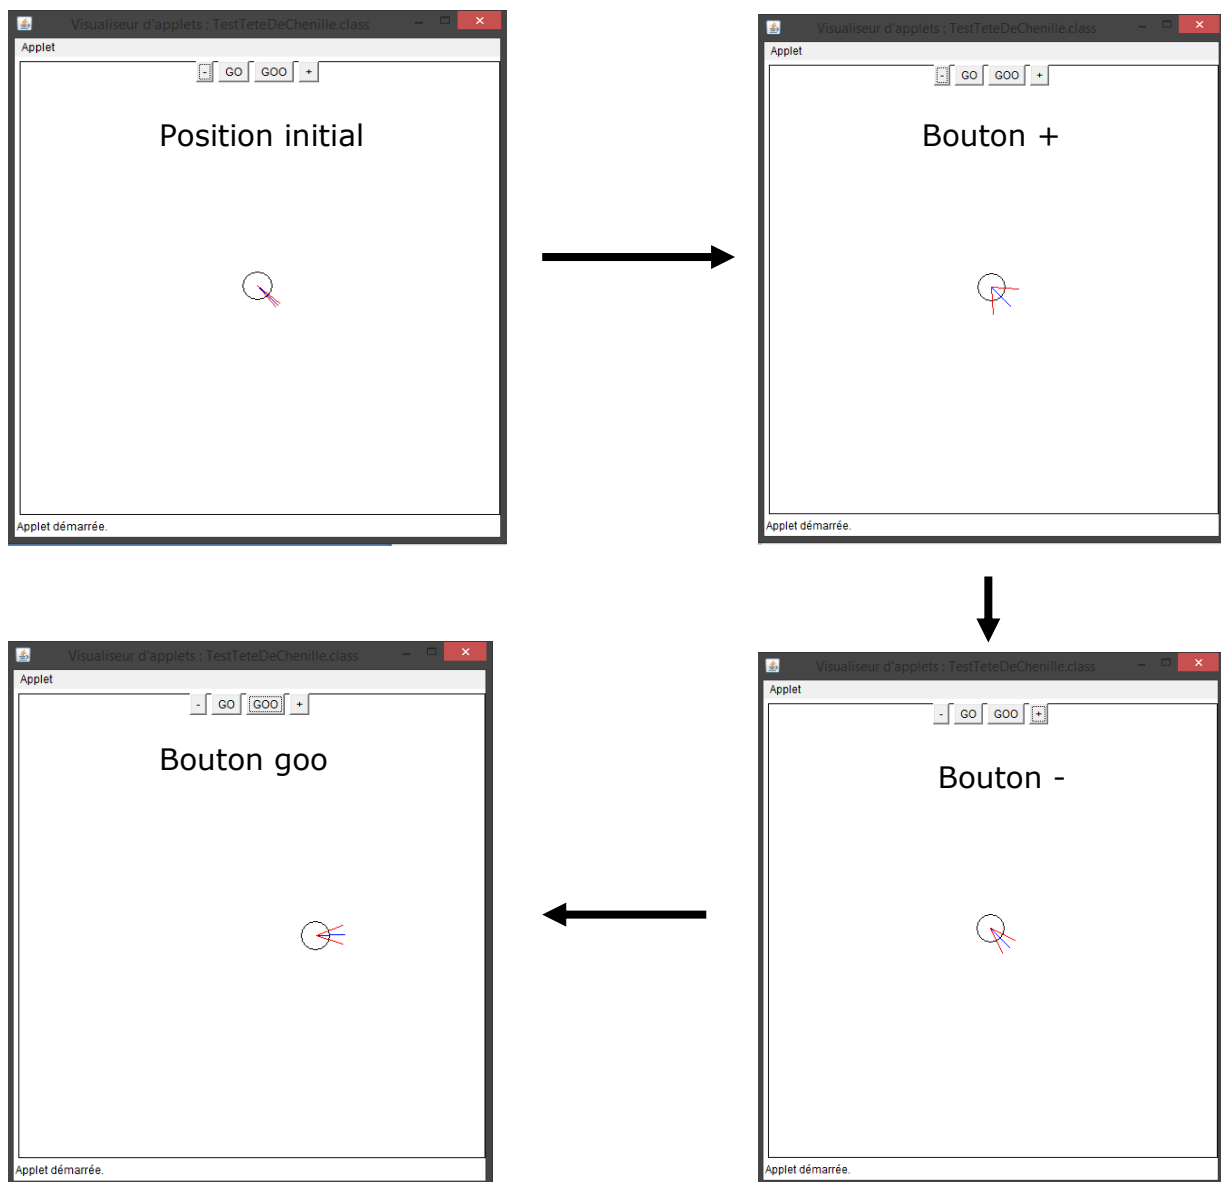 Visualiseur d'applets : TestTeteDeChenille.class
Applet
- GO GOO +
Position initial
Applet démarrée.
Visualiseur d'applets : TestTeteDeChenille.class
Applet
- GO GOO +
Bouton +
Applet démarrée.
Visualiseur d'applets : TestTeteDeChenille.class
Applet
- GO GOO +
Bouton goo
Applet démarrée.
Visualiseur d'applets : TestTeteDeChenille.class
Applet
- GO GOO +
Bouton -
Applet démarrée.